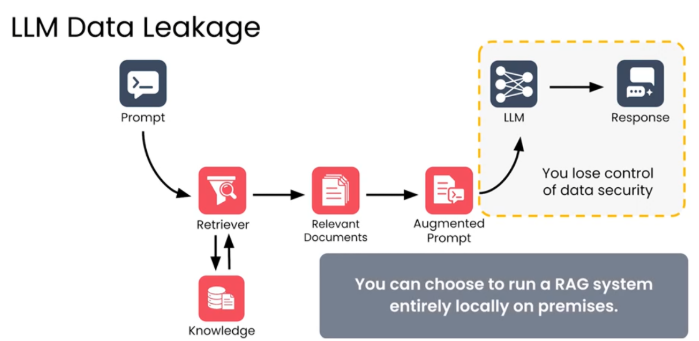 LLM Data Leakage
Prompt
LLM
Response
You lose control
of data security
Retriever
Relevant
Documents
Augmented
Prompt
Knowledge
You can choose to run a RAG system
entirely locally on premises.